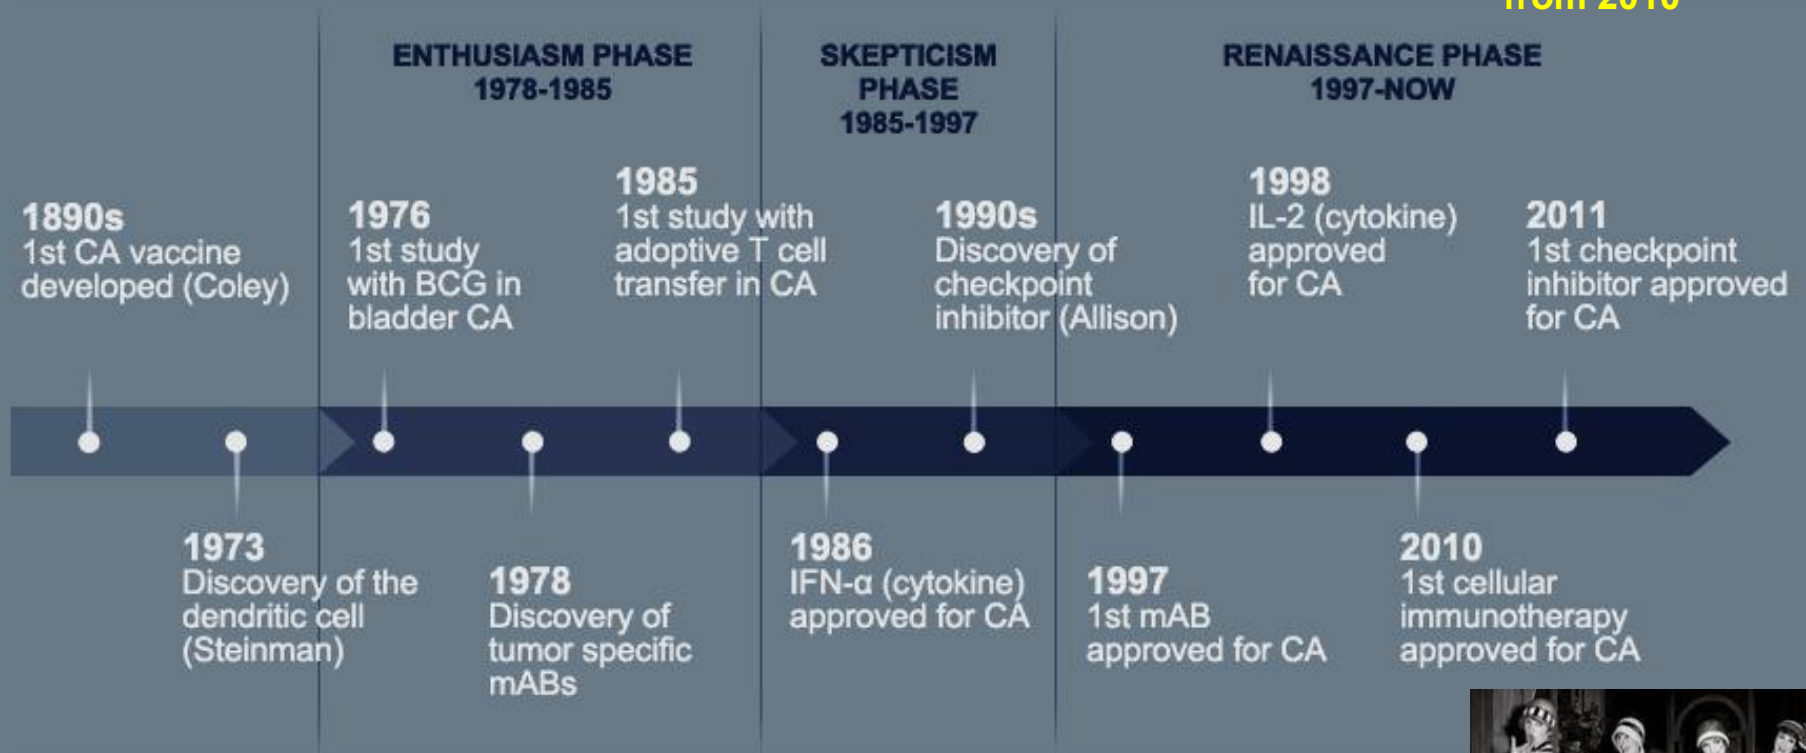 from 2010
ENTHUSIASM PHASE
1978-1985
SKEPTICISM
PHASE
1985-1997
RENAISSANCE PHASE
1997-NOW
1890s
1st CA vaccine
developed (Coley)
1976
1st study
with BCG in
bladder CA
1985
1st study with
adoptive T cell
transfer in CA
1990s
Discovery of
checkpoint
inhibitor (Allison)
1998
IL-2 (cytokine)
approved
for CA
2011
1st checkpoint
inhibitor approved
for CA
1973
Discovery of the
dendritic cell
(Steinman)
1978
Discovery of
tumor specific
mABs
1986
IFN-α (cytokine)
approved for CA
1997
1st mAB
approved for CA
2010
1st cellular
immunotherapy
approved for CA